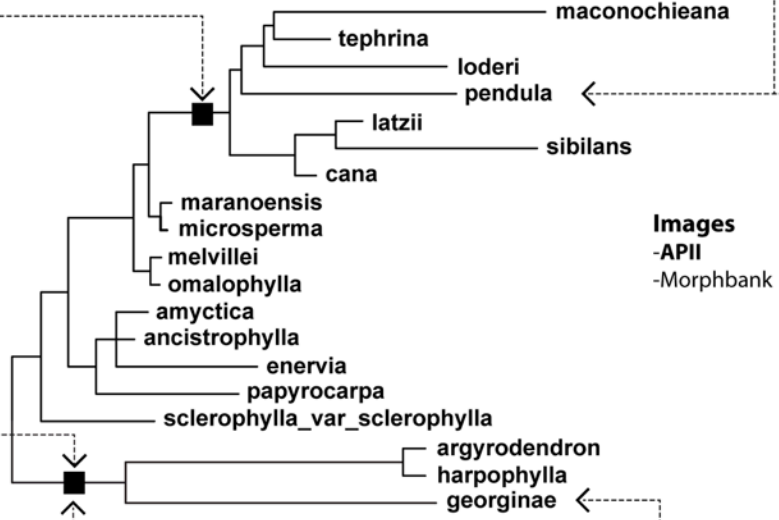 maconochieana
tephrina
loderi
pendula
latzii
sibilans
cana
maranoensis
microsperma
melvillei
omalophylla
amyctica
ancistrophylla
enervia
papyrocarpa
sclerophylla_var_sclerophylla
argyrodendron
harpophylla
georginae
Images
-APII
-Morphbank